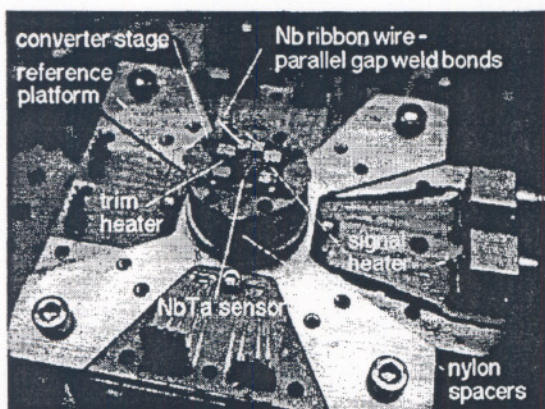 converter stage
reference
platform
Nb ribbon wire -
parallel gap weld bonds
trim
heater
signal
heater
NbTa sensor
nylon
spacers